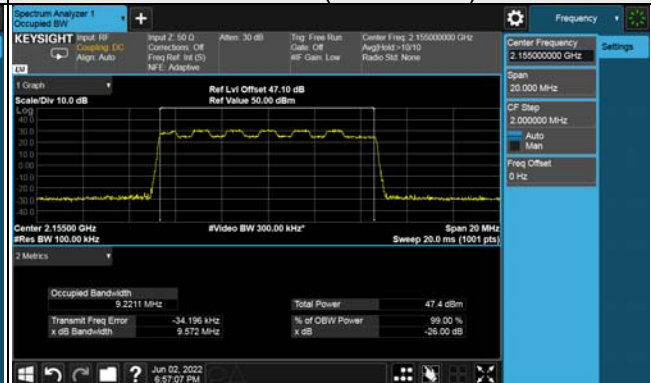 Spectrum Analyzer 1
Occupied BW
Frequency
KEYSIGHT
Input: RF
Coupling: DC
Align: Auto
Input Z: 50 Ω
Corrections: Off
Freq Ref: Int (S)
NFE: Adaptive
Atten: 30 dB
Trig: Free Run
Gate: Off
#IF Gain: Low
Center Freq: 2.155000000 GHz
Avg|Hold:>10/10
Radio Std: None
Center Frequency
2.155000000 GHz
Settings
Span
20.000 MHz
CF Step
2.000000 MHz
Auto
Man
Freq Offset
0 Hz
1 Graph
Scale/Div 10.0 dB
Ref Lvl Offset 47.10 dB
Ref Value 50.00 dBm
Log
40.0
30.0
20.0
10.0
0.00
-10.0
-20.0
-30.0
-40.0
Center 2.15500 GHz
#Res BW 100.00 kHz
#Video BW 300.00 kHz*
Span 20 MHz
Sweep 20.0 ms (1001 pts)
2 Metrics
Occupied Bandwidth
9.2211 MHz
Total Power
47.4 dBm
Transmit Freq Error
-34.196 kHz
% of OBW Power
99.00 %
x dB Bandwidth
9.572 MHz
x dB
-26.00 dB
Jun 02, 2022
6:57:07 PM